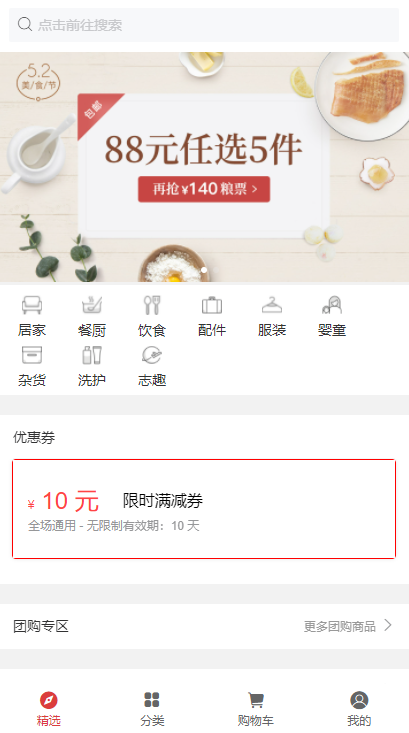 点击前往搜索
5.2
美/食/节
包邮
88元任选5件
再抢 ¥140 粮票 >
居家 餐厨 饮食 配件 服装 婴童
杂货 洗护 志趣
优惠券
¥ 10 元 限时满减券
全场通用 - 无限制有效期：10 天
团购专区 更多团购商品 >
精选 分类 购物车 我的